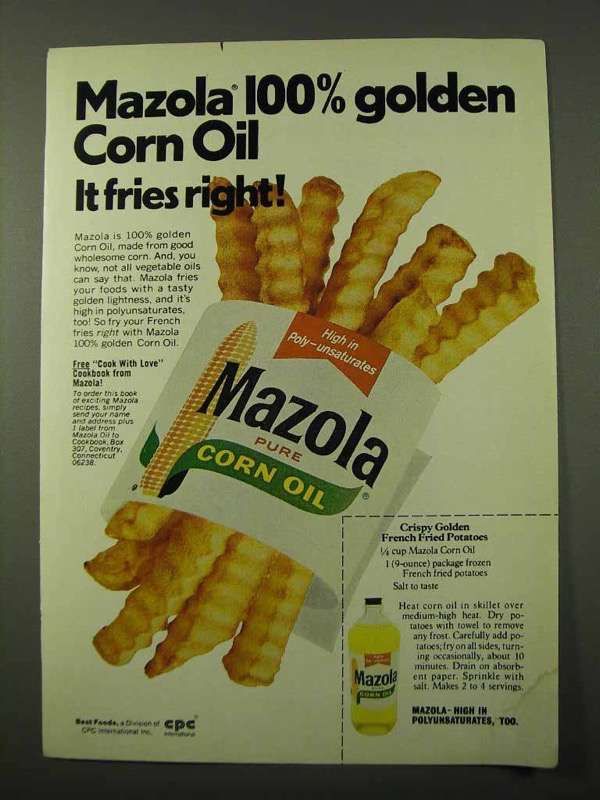 Mazola® 100% golden
Corn Oil
It fries right!
Mazola is 100% golden
Corn Oil, made from good
wholesome corn. And, you
know, not all vegetable oils
can say that. Mazola fries
your foods with a tasty
golden lightness, and it's
high in polyunsaturates,
too! So fry your French
fries right with Mazola
100% golden Corn Oil.
Free "Cook With Love"
Cookbook from
Mazola!
To order this book
of exciting Mazola
recipes, simply
send your name
and address plus
1 label from
Mazola Oil to
Cookbook, Box
307, Coventry,
Connecticut
06238.
High in
Poly-unsaturates
Mazola
PURE
CORN OIL
®
Crispy Golden
French Fried Potatoes
¼ cup Mazola Corn Oil
1 (9-ounce) package frozen
French fried potatoes
Salt to taste
Heat corn oil in skillet over
medium-high heat. Dry po-
tatoes with towel to remove
any frost. Carefully add po-
tatoes; fry on all sides, turn-
ing occasionally, about 10
minutes. Drain on absorb-
ent paper. Sprinkle with
salt. Makes 2 to 4 servings.
Mazola
CORN OIL
MAZOLA-HIGH IN
POLYUNSATURATES, TOO.
Best Foods, a Division of
CPC International Inc.
cpc
international